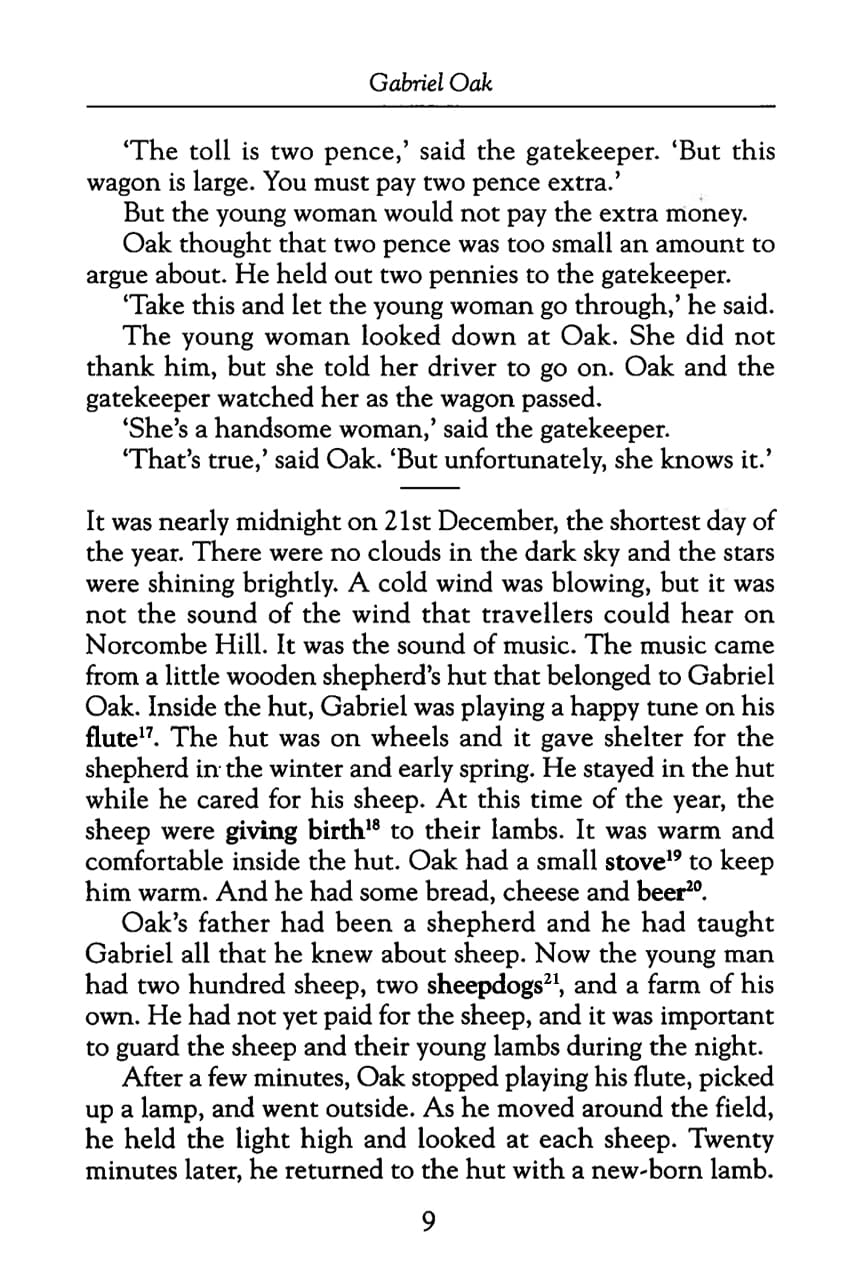 Gabriel Oak
‘The toll is two pence,’ said the gatekeeper. ‘But this
wagon is large. You must pay two pence extra.’
But the young woman would not pay the extra money.
Oak thought that two pence was too small an amount to
argue about. He held out two pennies to the gatekeeper.
‘Take this and let the young woman go through,’ he said.
The young woman looked down at Oak. She did not
thank him, but she told her driver to go on. Oak and the
gatekeeper watched her as the wagon passed.
‘She’s a handsome woman,’ said the gatekeeper.
‘That’s true,’ said Oak. ‘But unfortunately, she knows it.’
It was nearly midnight on 21st December, the shortest day of
the year. There were no clouds in the dark sky and the stars
were shining brightly. A cold wind was blowing, but it was
not the sound of the wind that travellers could hear on
Norcombe Hill. It was the sound of music. The music came
from a little wooden shepherd’s hut that belonged to Gabriel
Oak. Inside the hut, Gabriel was playing a happy tune on his
flute¹⁷. The hut was on wheels and it gave shelter for the
shepherd in the winter and early spring. He stayed in the hut
while he cared for his sheep. At this time of the year, the
sheep were giving birth¹⁸ to their lambs. It was warm and
comfortable inside the hut. Oak had a small stove¹⁹ to keep
him warm. And he had some bread, cheese and beer²⁰.
Oak’s father had been a shepherd and he had taught
Gabriel all that he knew about sheep. Now the young man
had two hundred sheep, two sheepdogs²¹, and a farm of his
own. He had not yet paid for the sheep, and it was important
to guard the sheep and their young lambs during the night.
After a few minutes, Oak stopped playing his flute, picked
up a lamp, and went outside. As he moved around the field,
he held the light high and looked at each sheep. Twenty
minutes later, he returned to the hut with a new-born lamb.
9